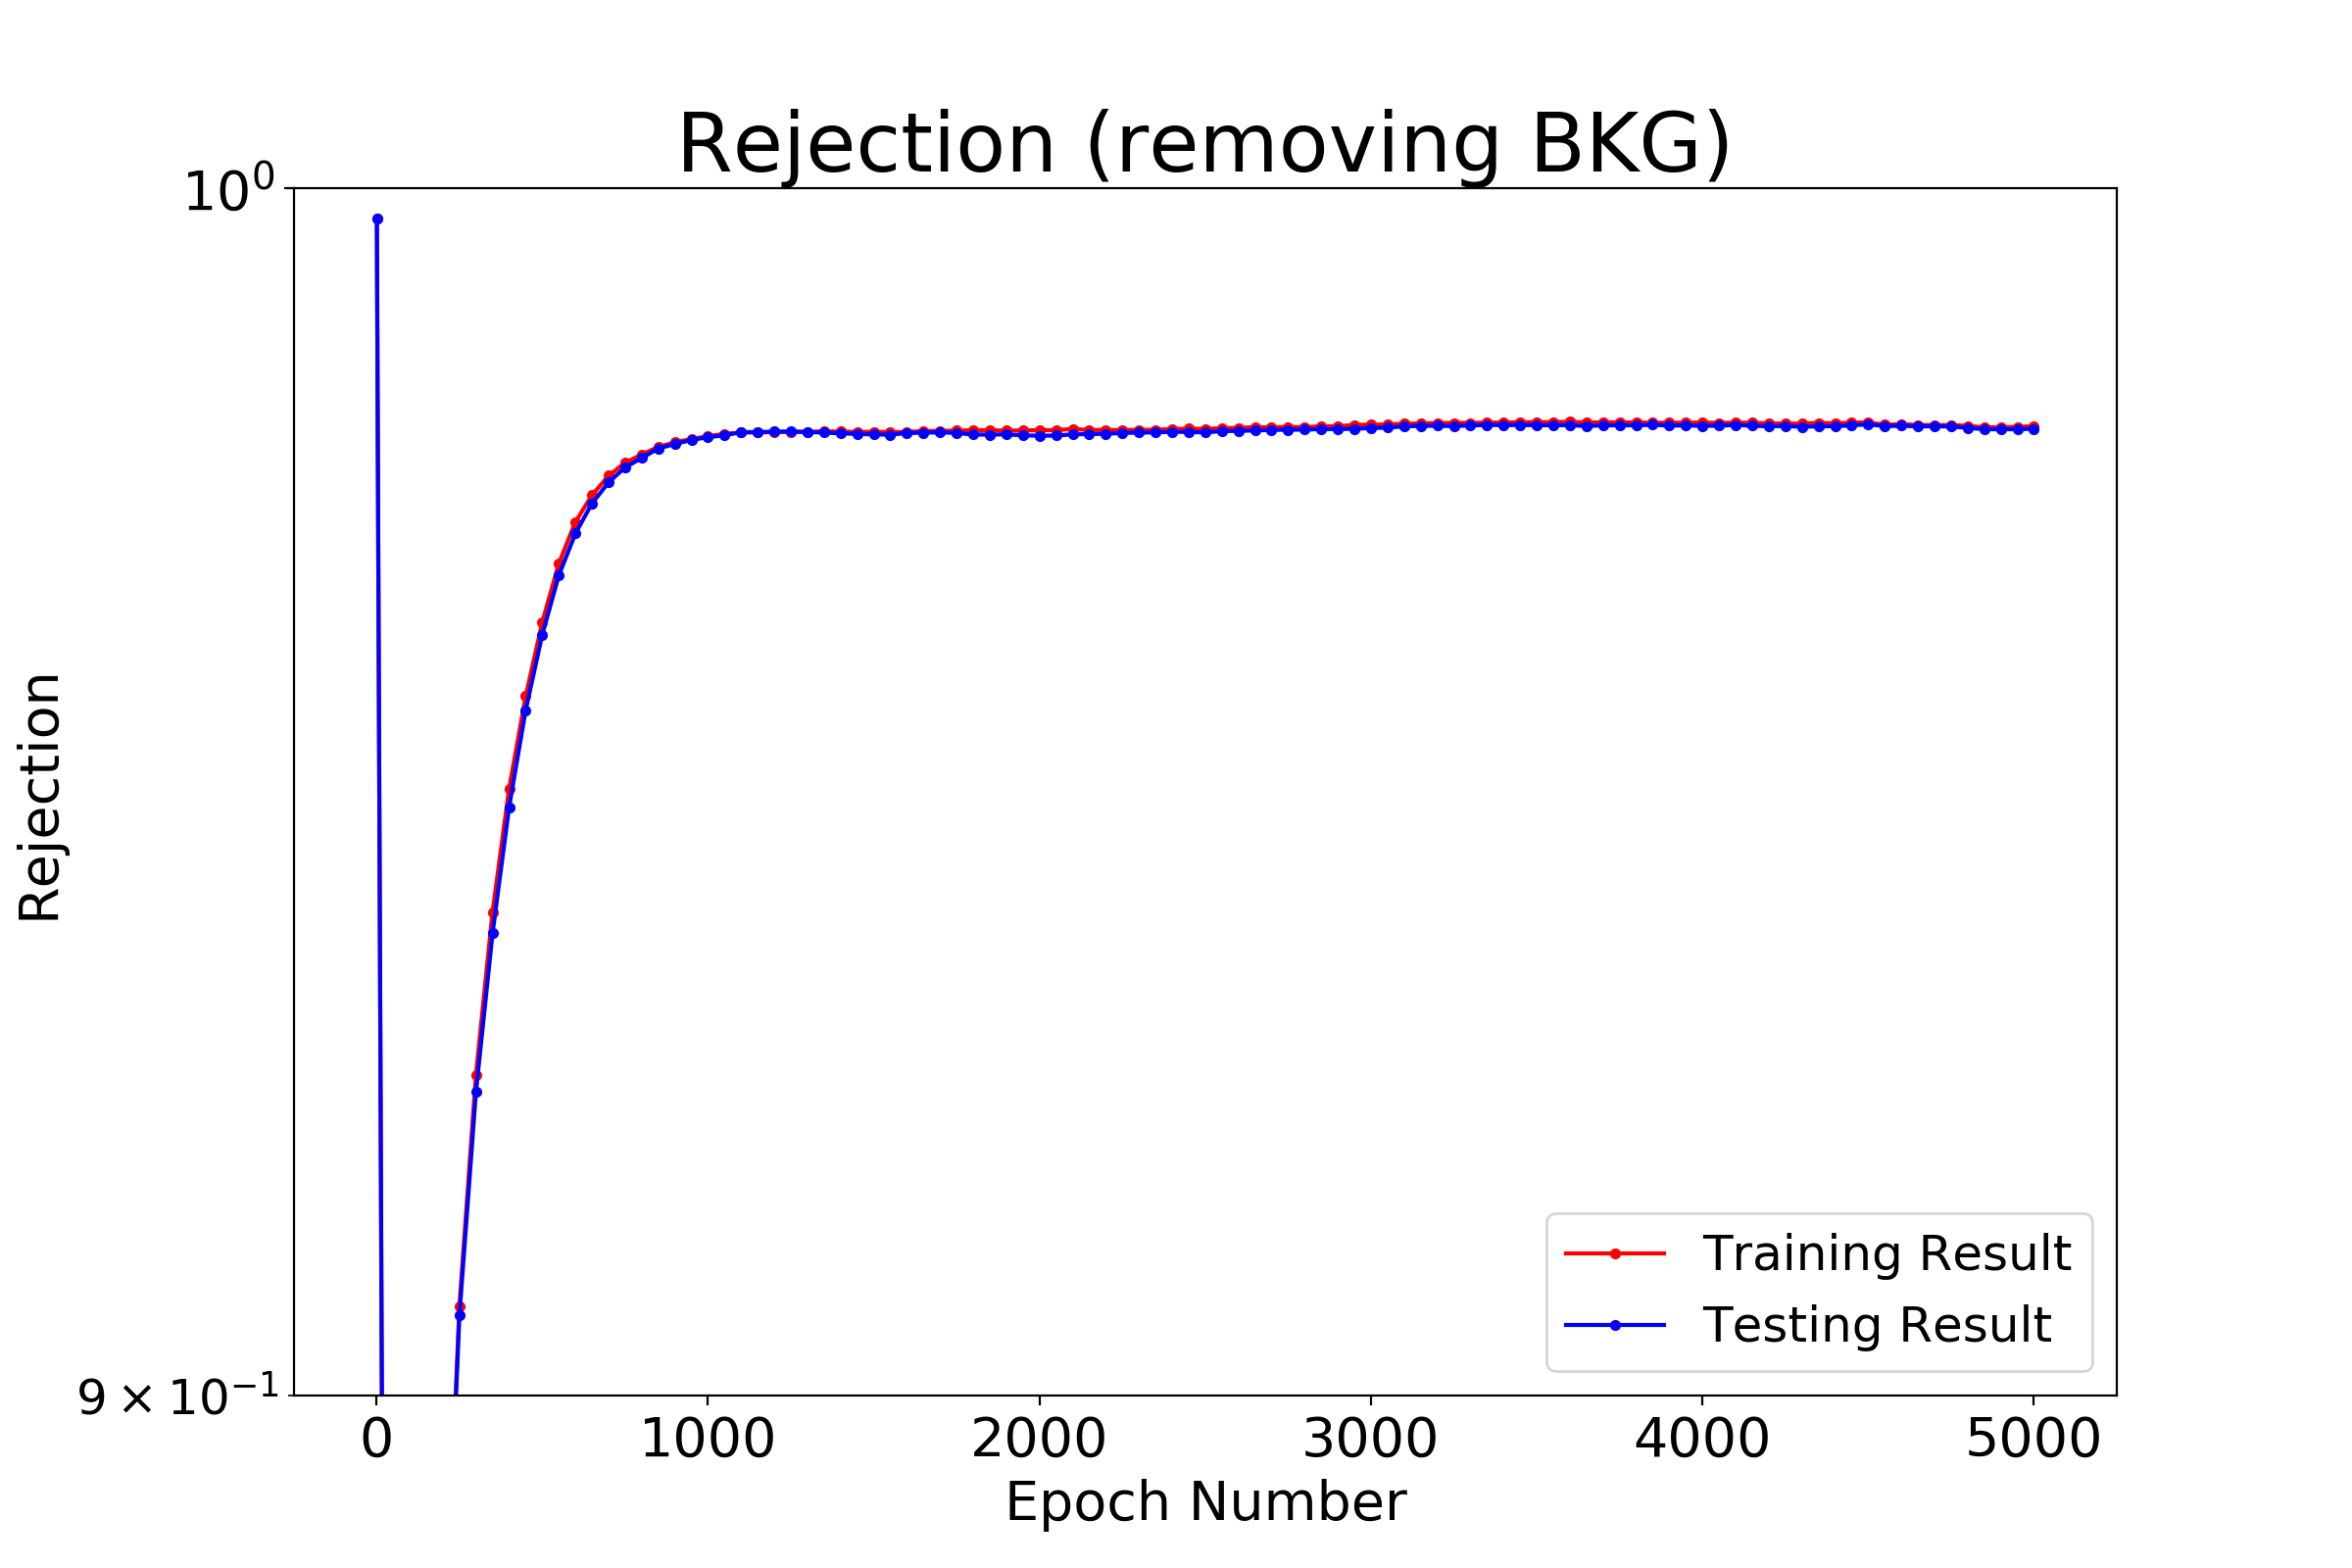 Rejection (removing BKG)
10⁰
Rejection
9 × 10⁻¹
0 1000 2000 3000 4000 5000
Epoch Number
Training Result
Testing Result